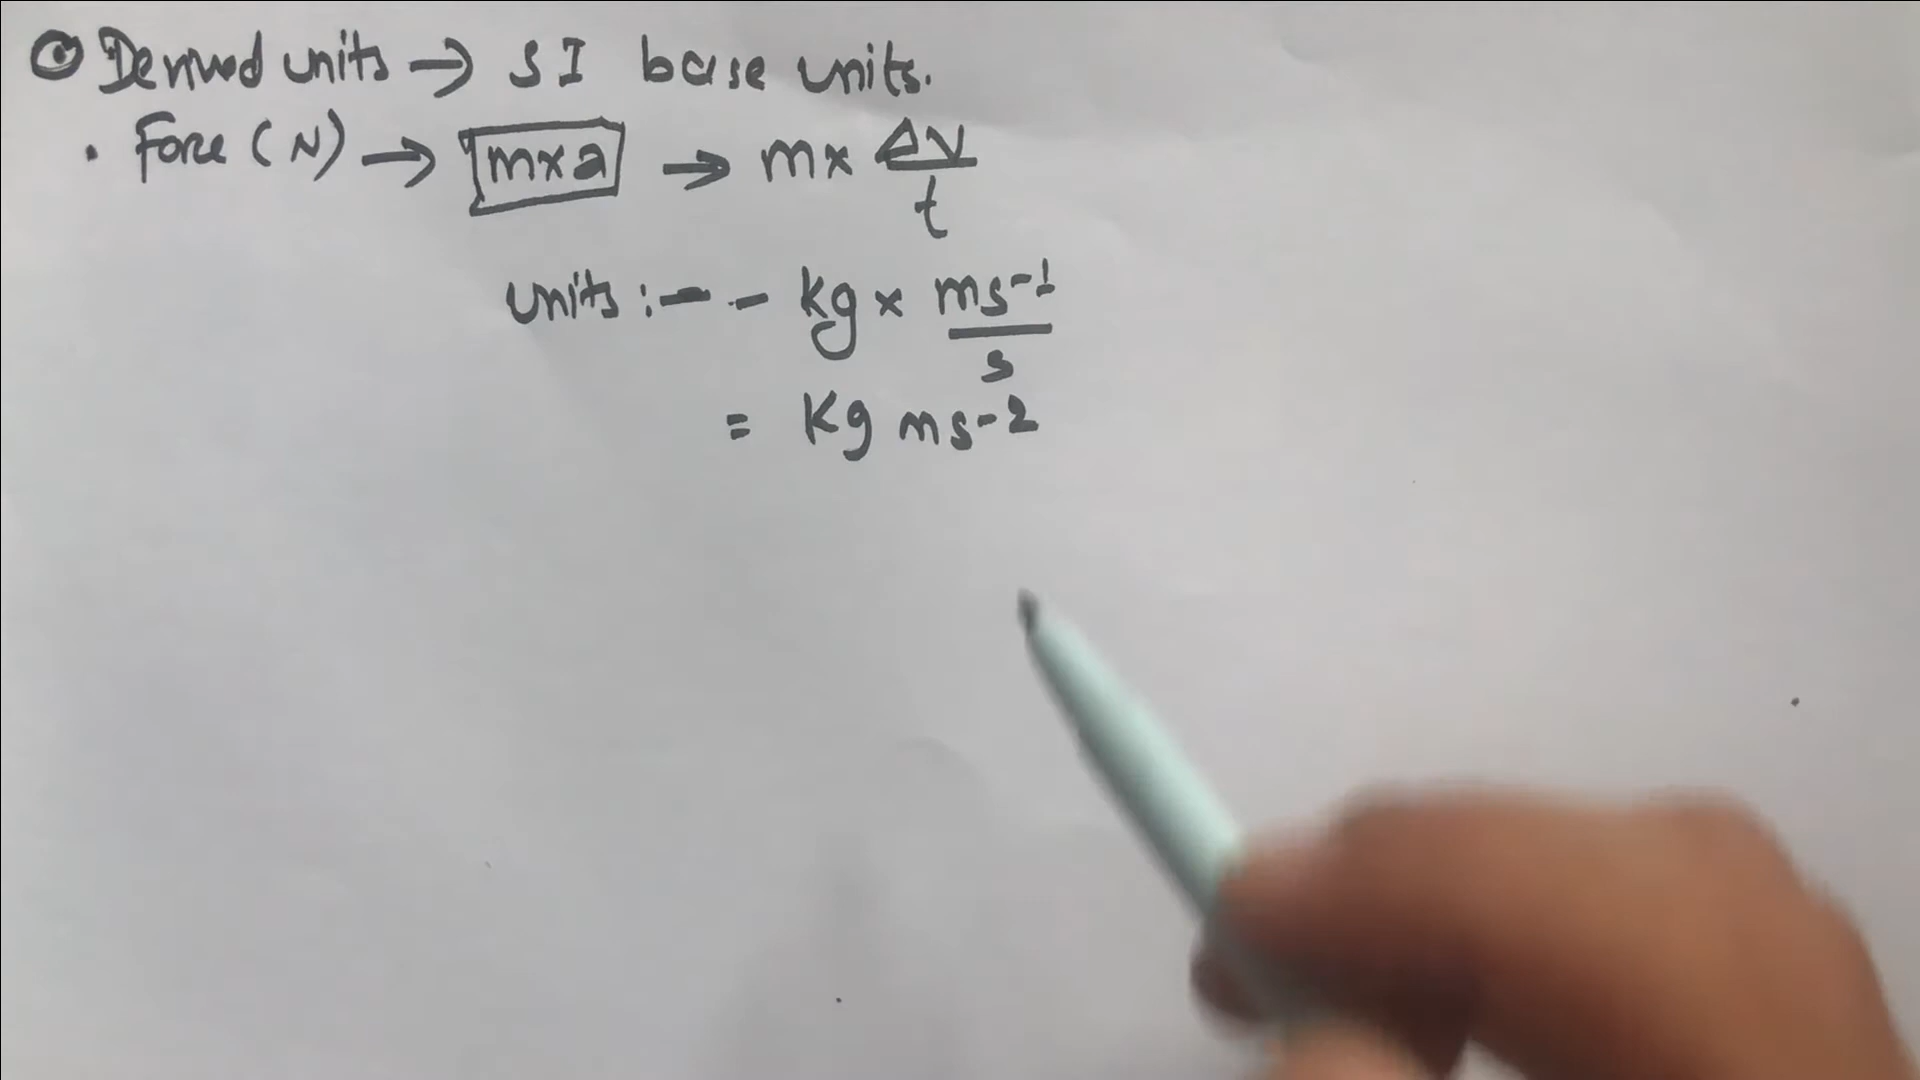 Derived units → SI base units.
· Force (N) → m×a → m× ΔV/t
units :- - kg × ms⁻¹/s
= Kg ms-2